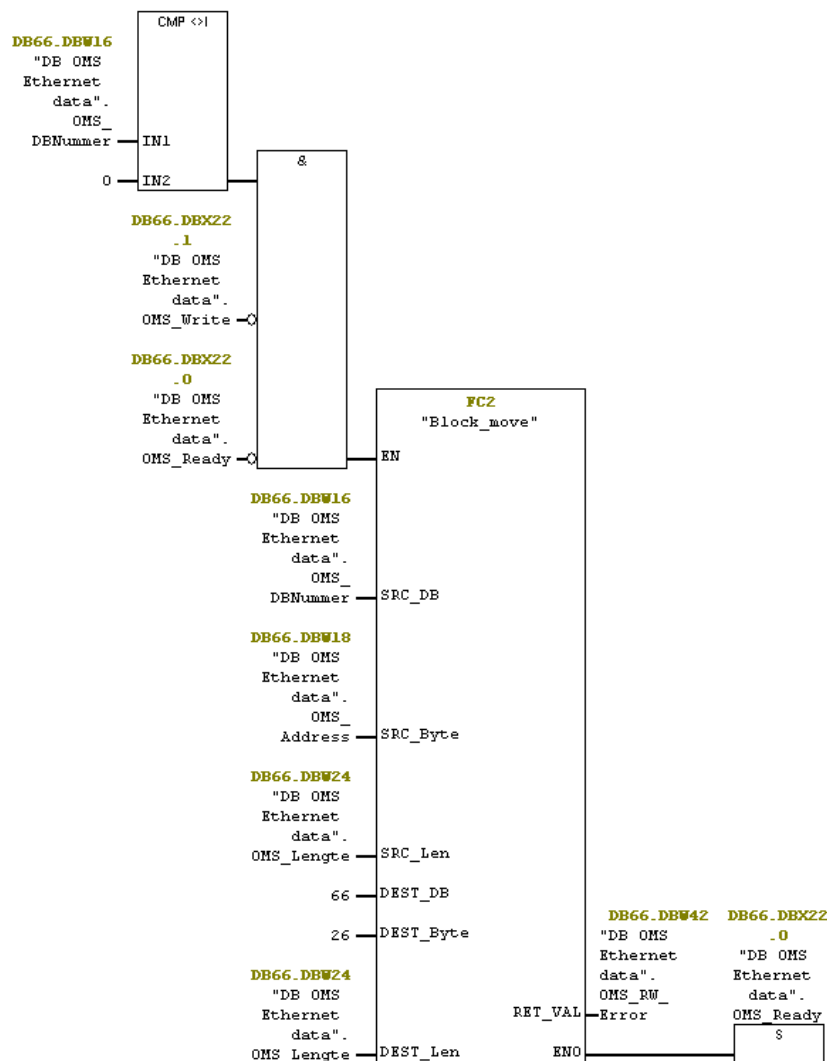 CMP <>I
DB66.DBW16
"DB OMS
Ethernet
data".
OMS_
DBNummer
IN1
0
IN2
&
DB66.DBX22
.1
"DB OMS
Ethernet
data".
OMS_Write
DB66.DBX22
.0
"DB OMS
Ethernet
data".
OMS_Ready
FC2
"Block_move"
EN
DB66.DBW16
"DB OMS
Ethernet
data".
OMS_
DBNummer
SRC_DB
DB66.DBW18
"DB OMS
Ethernet
data".
OMS_
Address
SRC_Byte
DB66.DBW24
"DB OMS
Ethernet
data".
OMS_Lengte
SRC_Len
66
DEST_DB
26
DEST_Byte
DB66.DBW24
"DB OMS
Ethernet
data".
OMS_Lengte
DEST_Len
DB66.DBW42
"DB OMS
Ethernet
data".
OMS_RW_
Error
RET_VAL
ENO
DB66.DBX22
.0
"DB OMS
Ethernet
data".
OMS_Ready
S